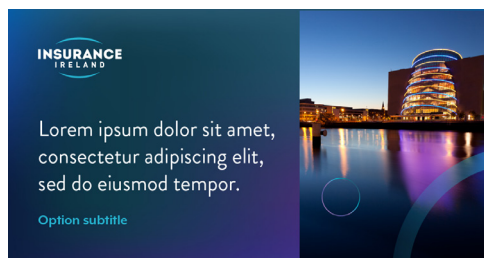 INSURANCE
IRELAND
Lorem ipsum dolor sit amet,
consectetur adipiscing elit,
sed do eiusmod tempor.
Option subtitle